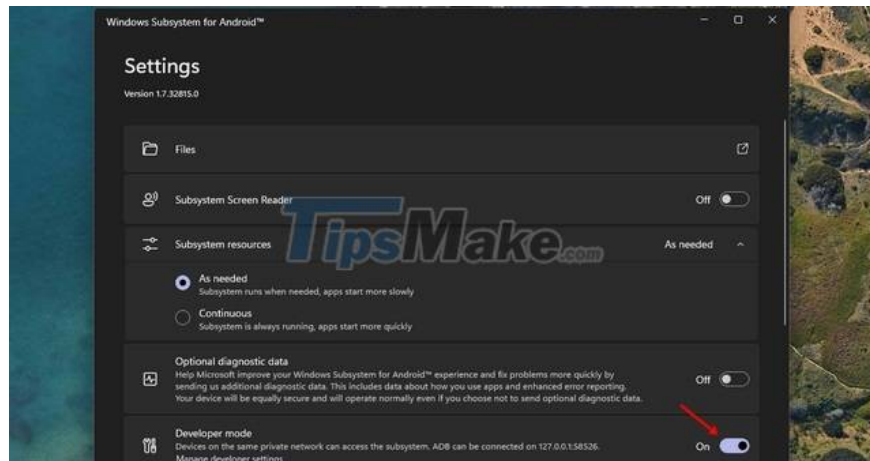 Windows Subsystem for Android™
Settings
Version 1.7.32815.0
Files
Subsystem Screen Reader
Off
TipsMake.com
Subsystem resources
As needed
As needed
Subsystem runs when needed, apps start more slowly
Continuous
Subsystem is always running, apps start more quickly
Optional diagnostic data
Help Microsoft improve your Windows Subsystem for Android™ experience and fix problems more quickly by
sending us additional diagnostic data. This includes data about how you use apps and enhanced error reporting.
Your device will be equally secure and will operate normally even if you choose not to send optional diagnostic data.
Off
Developer mode
Devices on the same private network can access the subsystem. ADB can be connected on 127.0.0.1:58526.
Manage developer settings
On